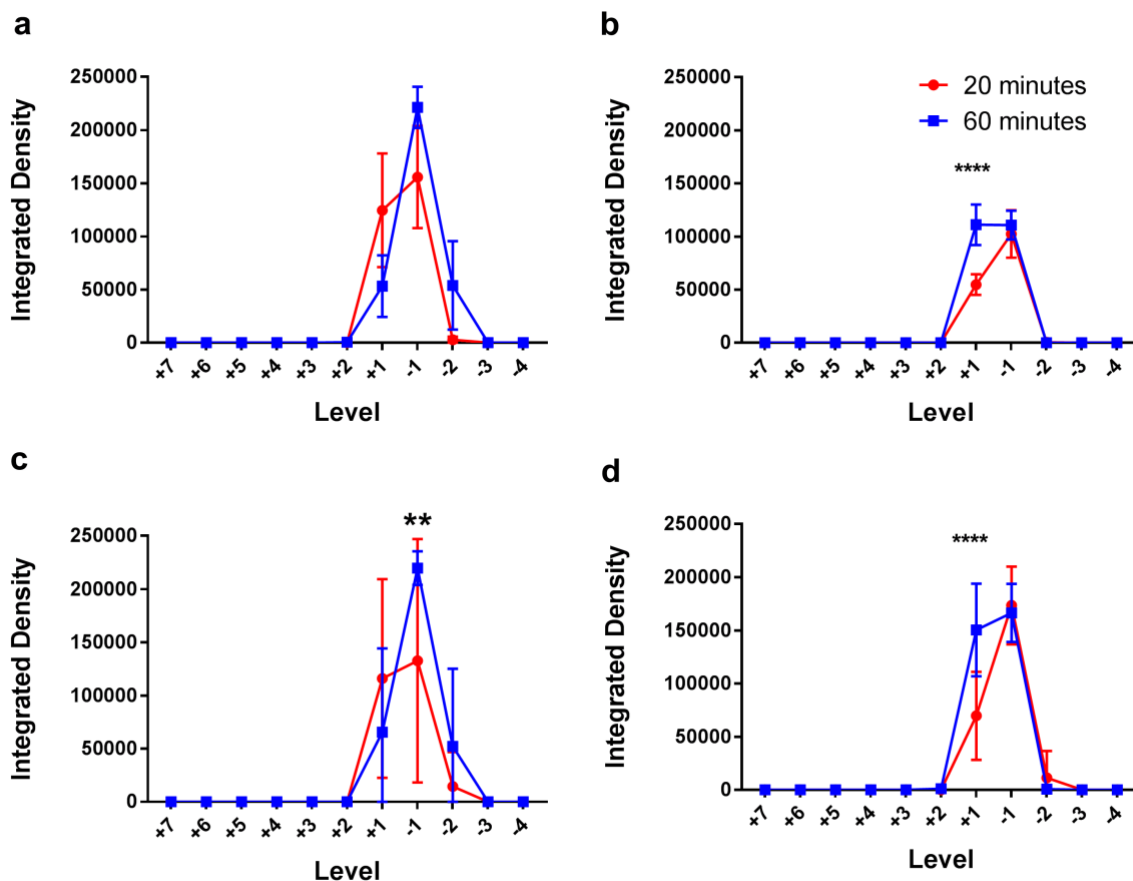 a
250000
200000
150000
100000
50000
0
Integrated Density
+7 +6 +5 +4 +3 +2 +1 -1 -2 -3 -4
Level
b
250000
200000
150000
100000
50000
0
Integrated Density
20 minutes
60 minutes
****
+7 +6 +5 +4 +3 +2 +1 -1 -2 -3 -4
Level
c
250000
200000
150000
100000
50000
0
Integrated Density
**
+7 +6 +5 +4 +3 +2 +1 -1 -2 -3 -4
Level
d
250000
200000
150000
100000
50000
0
Integrated Density
****
+7 +6 +5 +4 +3 +2 +1 -1 -2 -3 -4
Level